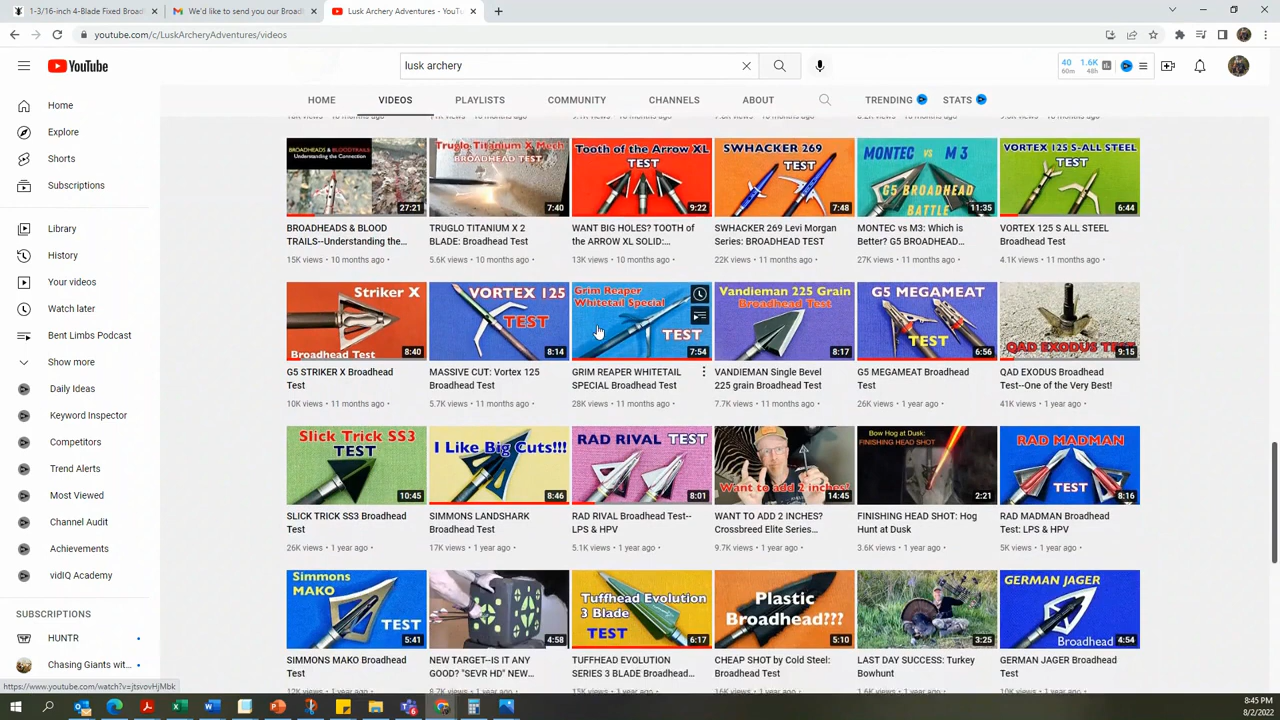 1-3/16-inch 4-Blade Fixed Broadh
We'd like to send you our Broadh
Lusk Archery Adventures - YouTu
youtube.com/c/LuskArcheryAdventures/videos
YouTube
lusk archery
40 1.6K
60m 48h
HOME VIDEOS PLAYLISTS COMMUNITY CHANNELS ABOUT TRENDING STATS
Home
Explore
Shorts
Subscriptions
Library
History
Your videos
Watch later
Bent Limbs Podcast
Show more
Daily Ideas
Keyword Inspector
Competitors
Trend Alerts
Most Viewed
Channel Audit
Achievements
vidIQ Academy
SUBSCRIPTIONS
HUNTR
Chasing Giants wit...
https://www.youtube.com/watch?v=jtsvovHjMbk
BROADHEADS & BLOODTRAILS
Understanding the Connection
27:21
BROADHEADS & BLOOD
TRAILS--Understanding the...
15K views • 10 months ago •
Truglo Titanium X Mech
BROADHEAD TEST
7:40
TRUGLO TITANIUM X 2
BLADE: Broadhead Test
5.6K views • 10 months ago •
Tooth of the Arrow XL
TEST
9:22
WANT BIG HOLES? TOOTH of
the ARROW XL SOLID:...
13K views • 10 months ago •
SWHACKER 269
TEST
7:48
SWHACKER 269 Levi Morgan
Series: BROADHEAD TEST
22K views • 11 months ago •
MONTEC vs M 3
G5 BROADHEAD
BATTLE
11:35
MONTEC vs M3: Which is
Better? G5 BROADHEAD...
27K views • 11 months ago •
VORTEX 125 S-ALL STEEL
TEST
6:44
VORTEX 125 S ALL STEEL
Broadhead Test
4.1K views • 11 months ago •
Striker X
Broadhead Test
8:40
G5 STRIKER X Broadhead
Test
10K views • 11 months ago •
VORTEX 125
TEST
8:14
MASSIVE CUT: Vortex 125
Broadhead Test
5.7K views • 11 months ago •
Grim Reaper
Whitetail Special
TEST
7:54
GRIM REAPER WHITETAIL
SPECIAL Broadhead Test
28K views • 11 months ago •
Vandieman 225 Grain
Broadhead Test
8:17
VANDIEMAN Single Bevel
225 grain Broadhead Test
7.7K views • 11 months ago •
G5 MEGAMEAT
TEST
6:56
G5 MEGAMEAT Broadhead
Test
26K views • 1 year ago •
QAD EXODUS TEST
9:15
QAD EXODUS Broadhead
Test--One of the Very Best!
41K views • 1 year ago •
Slick Trick SS3
TEST
10:45
SLICK TRICK SS3 Broadhead
Test
26K views • 1 year ago •
I Like Big Cuts!!!
8:46
SIMMONS LANDSHARK
Broadhead Test
17K views • 1 year ago •
RAD RIVAL TEST
8:01
RAD RIVAL Broadhead Test--
LPS & HPV
5.1K views • 1 year ago •
Want to add 2 inches?
14:45
WANT TO ADD 2 INCHES?
Crossbreed Elite Series...
9.7K views • 1 year ago •
Bow Hog at Dusk:
FINISHING HEAD SHOT
2:21
FINISHING HEAD SHOT: Hog
Hunt at Dusk
3.6K views • 1 year ago •
RAD MADMAN
TEST
8:16
RAD MADMAN Broadhead
Test: LPS & HPV
5K views • 1 year ago •
Simmons
MAKO
TEST
5:41
SIMMONS MAKO Broadhead
Test
4:58
NEW TARGET--IS IT ANY
GOOD? "SEVR HD" NEW...
Tuffhead Evolution
3 Blade
TEST
6:17
TUFFHEAD EVOLUTION
SERIES 3 BLADE Broadhead...
Plastic
Broadhead???
5:10
CHEAP SHOT by Cold Steel:
Broadhead Test
3:25
LAST DAY SUCCESS: Turkey
Bowhunt
GERMAN JAGER
Broadhead
4:54
GERMAN JAGER Broadhead
Test
8:45 PM
8/2/2022